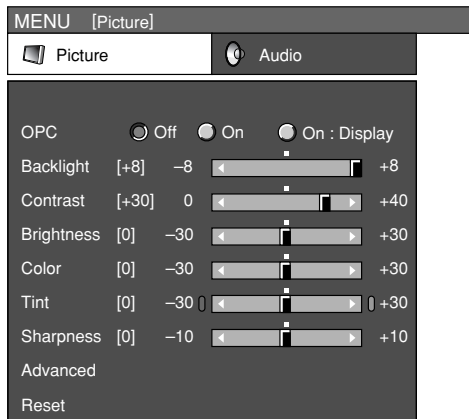 MENU [Picture]
Picture Audio
OPC Off On On : Display
Backlight [+8] –8 +8
Contrast [+30] 0 +40
Brightness [0] –30 +30
Color [0] –30 +30
Tint [0] –30 +30
Sharpness [0] –10 +10
Advanced
Reset